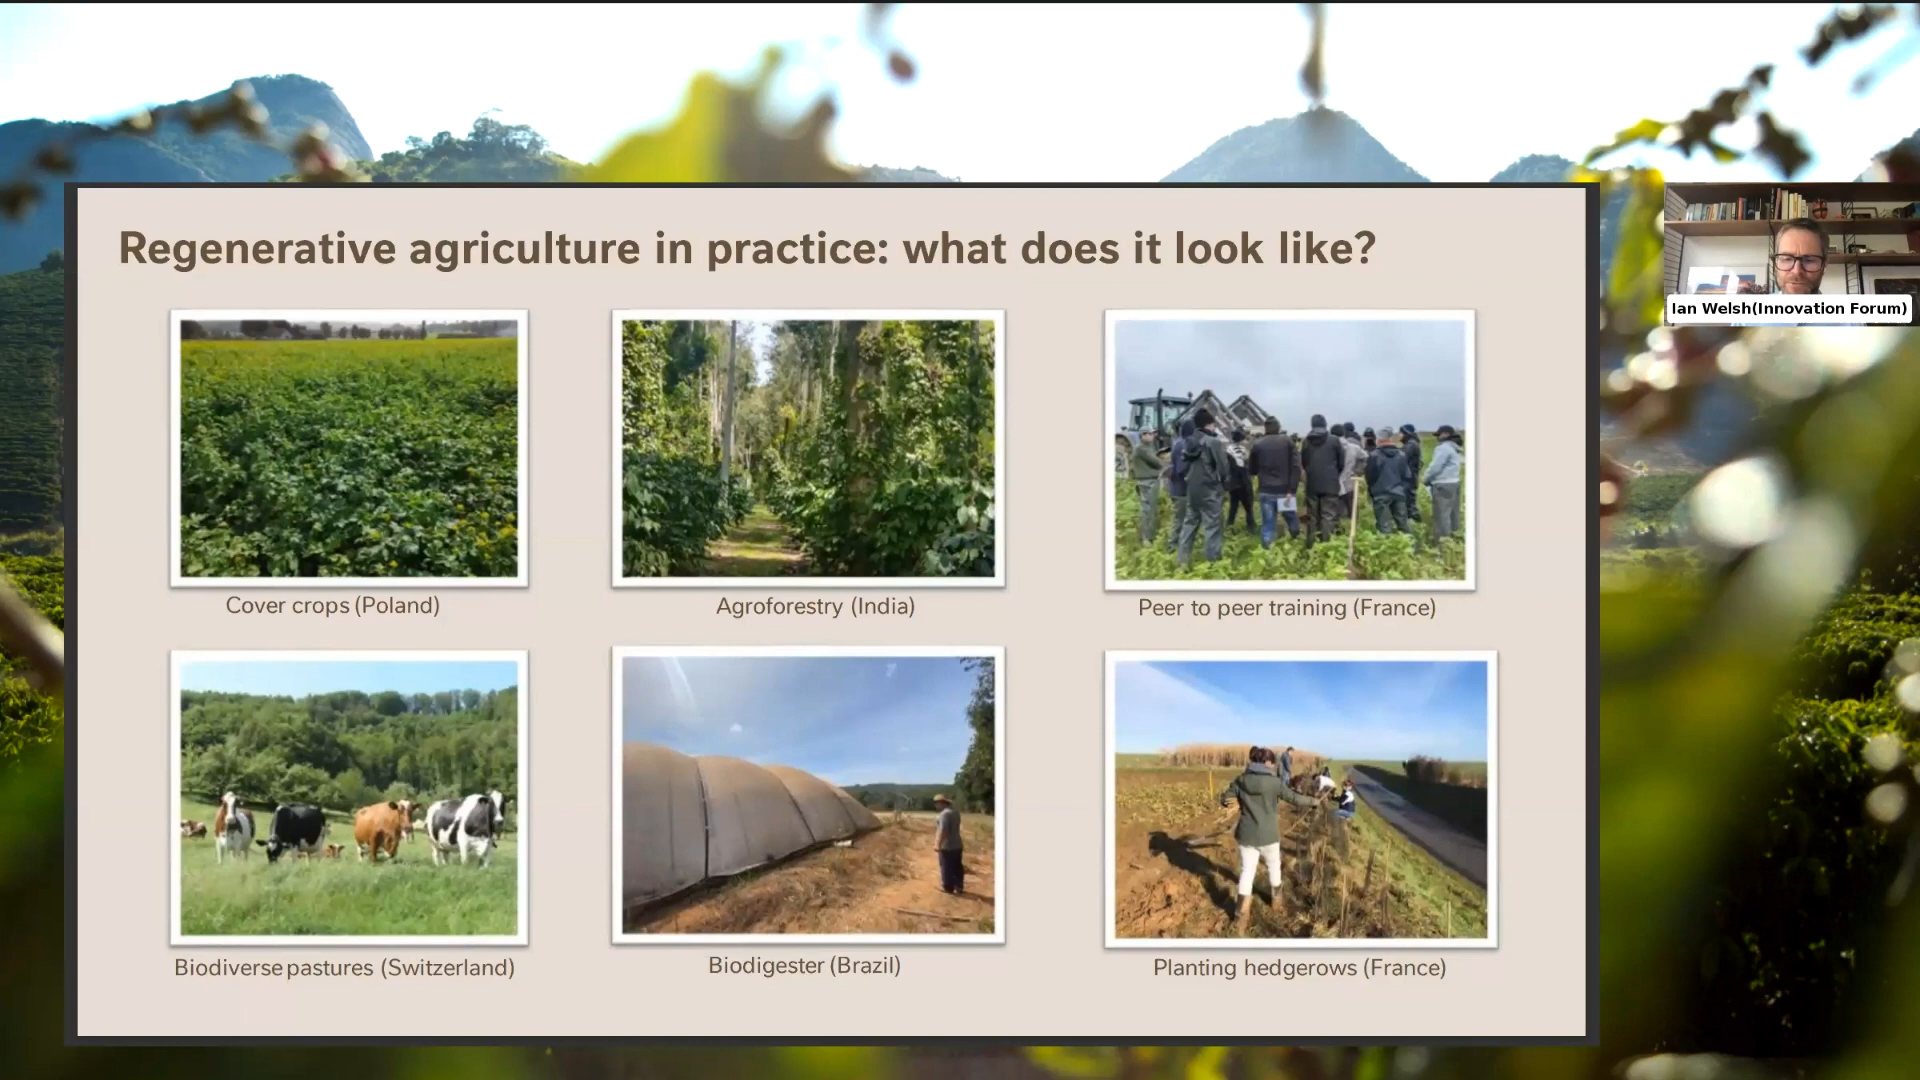 Regenerative agriculture in practice: what does it look like?
Ian Welsh(Innovation Forum)
Cover crops (Poland)
Agroforestry (India)
Peer to peer training (France)
Biodiverse pastures (Switzerland)
Biodigester (Brazil)
Planting hedgerows (France)